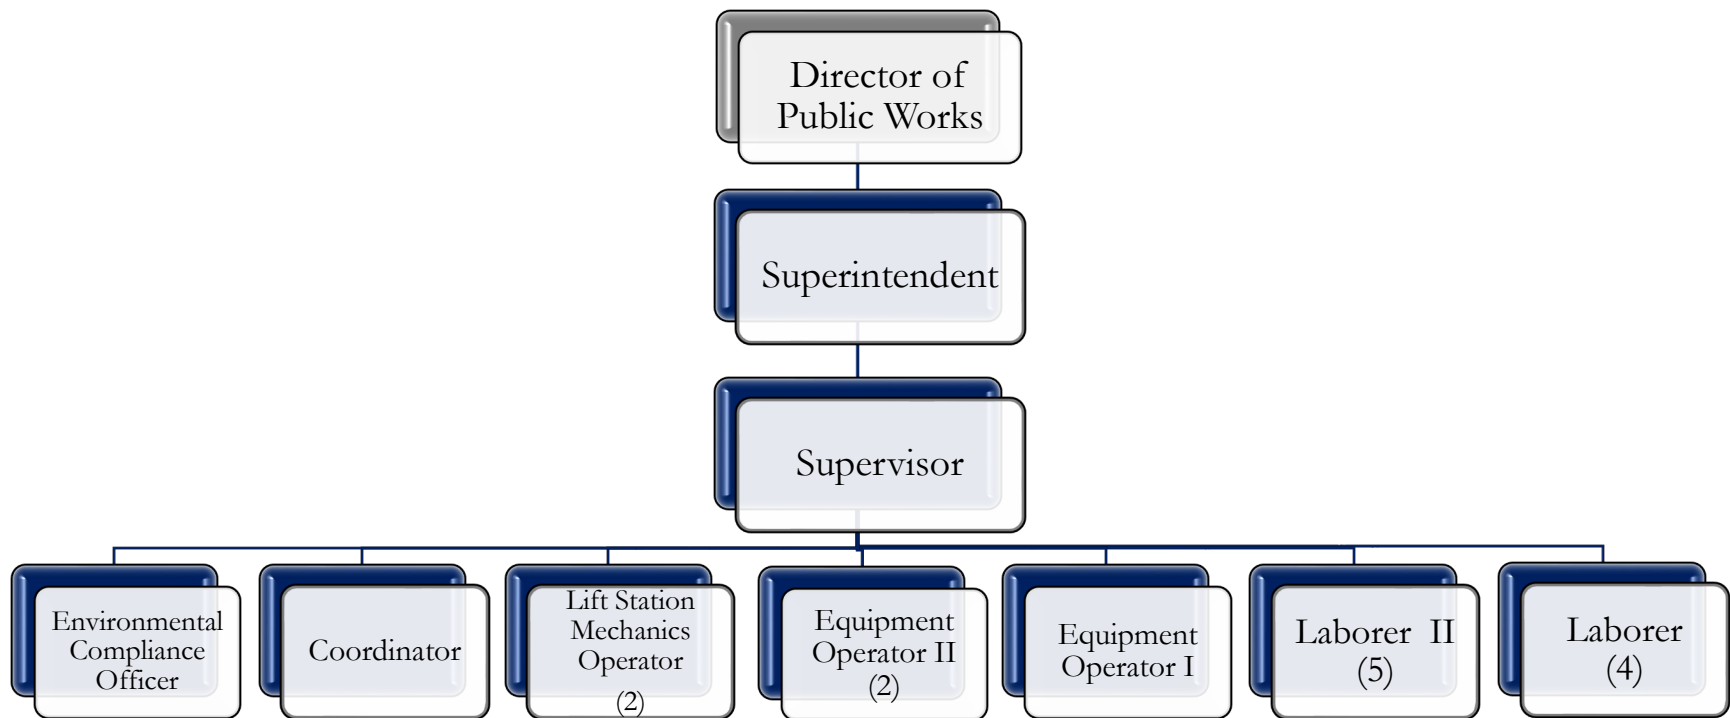 Director of
Public Works
Superintendent
Supervisor
Environmental
Compliance
Officer
Coordinator
Lift Station
Mechanics
Operator
(2)
Equipment
Operator II
(2)
Equipment
Operator I
Laborer II
(5)
Laborer
(4)